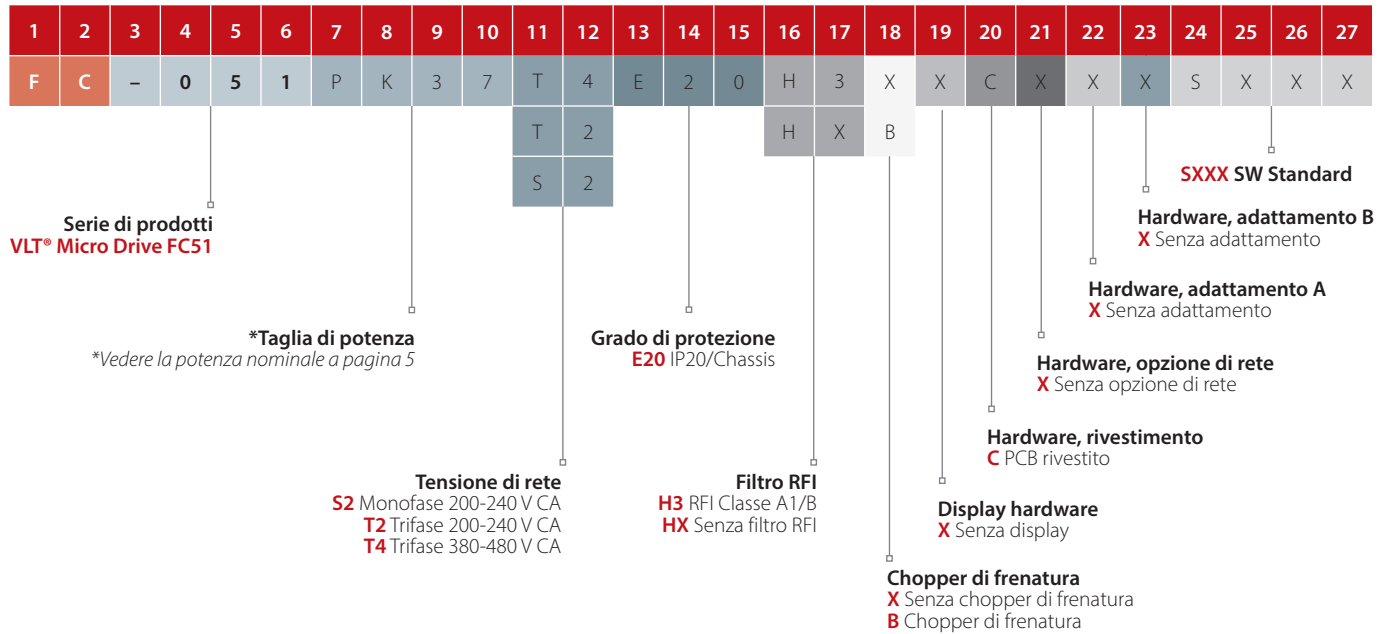 1 2 3 4 5 6 7 8 9 10 11 12 13 14 15 16 17 18 19 20 21 22 23 24 25 26 27
F C – 0 5 1 P K 3 7 T 4 E 2 0 H 3 X X C X X X S X X X
T 2 H X B
S 2
Serie di prodotti
VLT® Micro Drive FC51
*Taglia di potenza
*Vedere la potenza nominale a pagina 5
Tensione di rete
S2 Monofase 200-240 V CA
T2 Trifase 200-240 V CA
T4 Trifase 380-480 V CA
Grado di protezione
E20 IP20/Chassis
Filtro RFI
H3 RFI Classe A1/B
HX Senza filtro RFI
Chopper di frenatura
X Senza chopper di frenatura
B Chopper di frenatura
Display hardware
X Senza display
Hardware, rivestimento
C PCB rivestito
Hardware, opzione di rete
X Senza opzione di rete
Hardware, adattamento A
X Senza adattamento
Hardware, adattamento B
X Senza adattamento
SXXX SW Standard